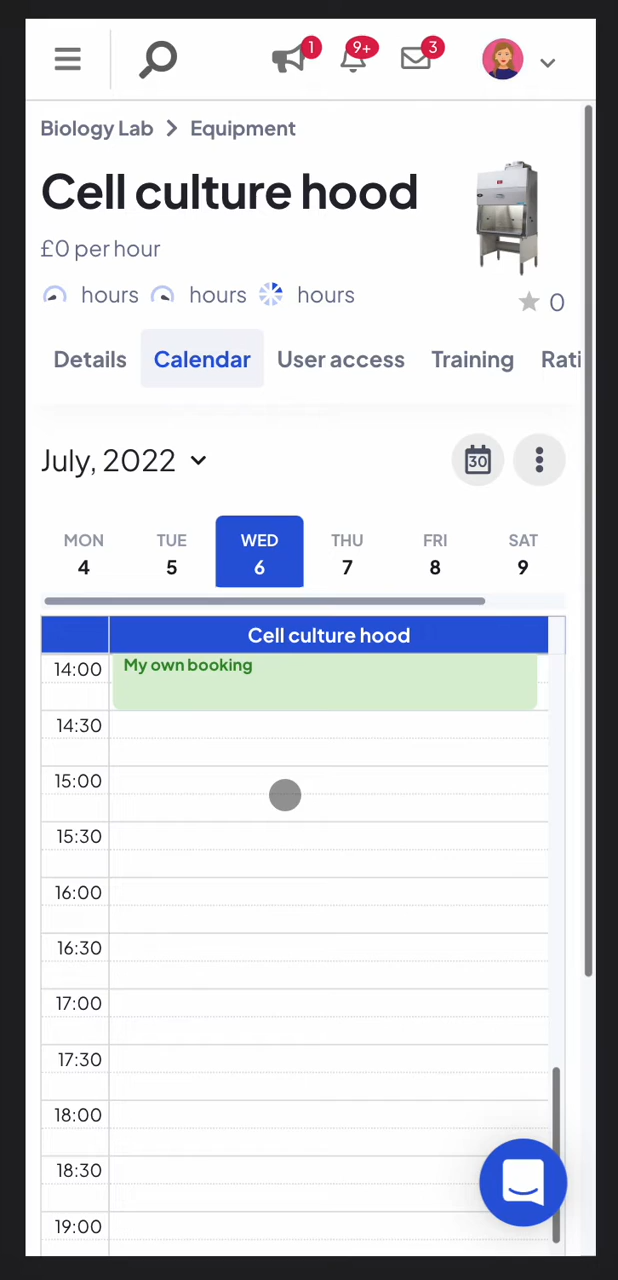 1 9+ 3
Biology Lab Equipment
Cell culture hood
£0 per hour
hours hours hours
0
Details Calendar User access Training Rati
July, 2022
30
MON TUE WED THU FRI SAT
4 5 6 7 8 9
Cell culture hood
14:00 My own booking
14:30
15:00
15:30
16:00
16:30
17:00
17:30
18:00
18:30
19:00